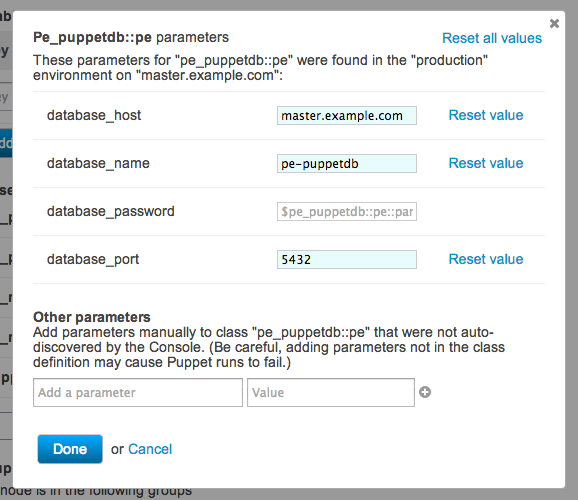 Pe_puppetdb::pe parameters
Reset all values
These parameters for "pe_puppetdb::pe" were found in the "production"
environment on "master.example.com":
database_host
master.example.com
Reset value
database_name
pe-puppetdb
Reset value
database_password
$pe_puppetdb::pe::par
database_port
5432
Reset value
Other parameters
Add parameters manually to class "pe_puppetdb::pe" that were not auto-
discovered by the Console. (Be careful, adding parameters not in the class
definition may cause Puppet runs to fail.)
Add a parameter
Value
Done or Cancel
node is in the following groups